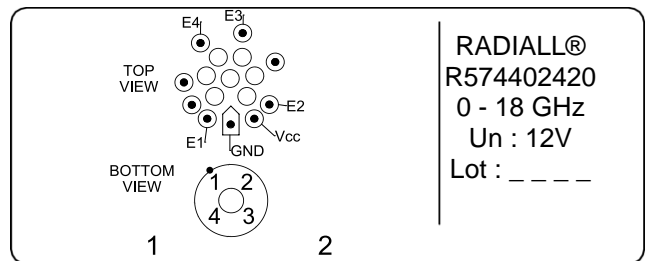 E4
E3
TOP
VIEW
E2
E1
Vcc
GND
BOTTOM
VIEW
1 2
4 3
1 2
RADIALL®
R574402420
0 - 18 GHz
Un : 12V
Lot : _ _ _ _